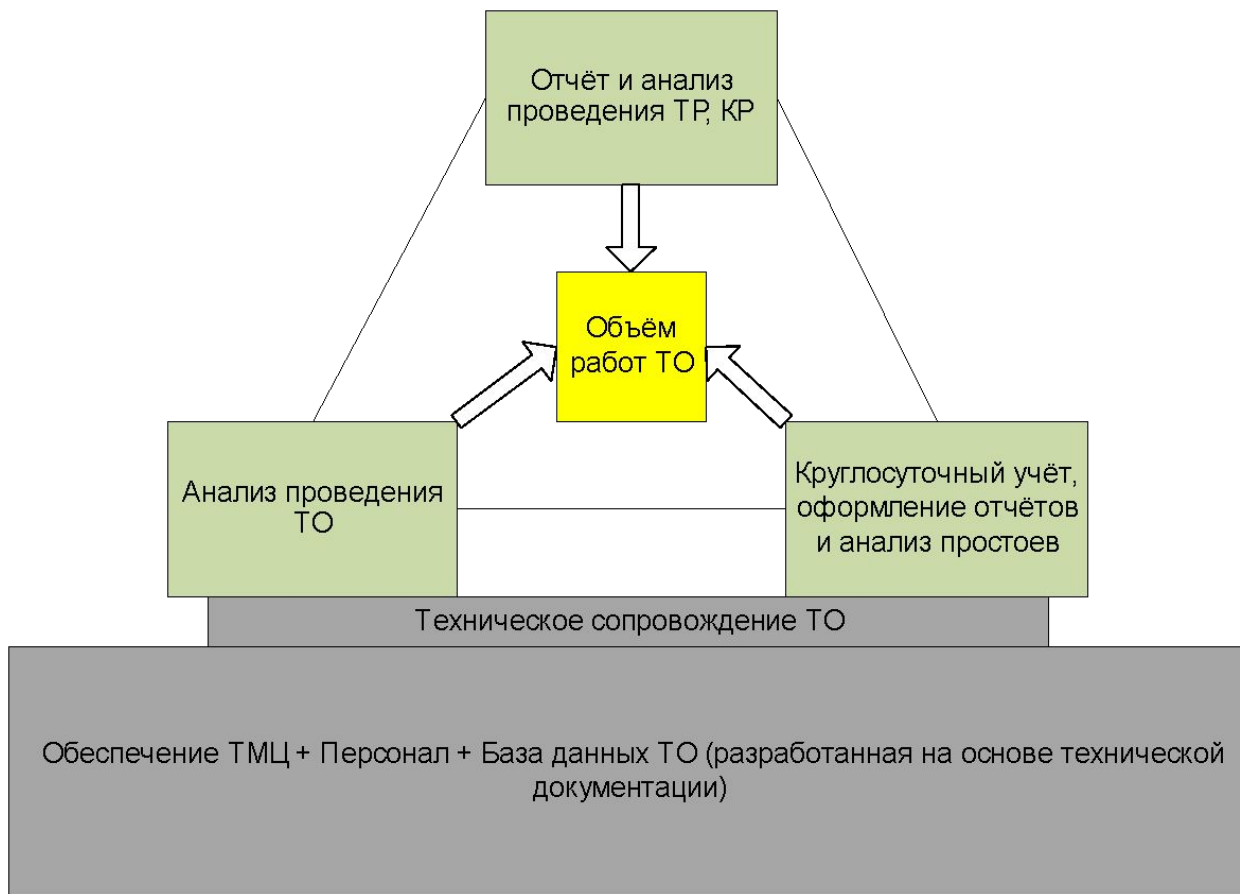 Отчёт и анализ
проведения ТР, КР
Объём
работ ТО
Анализ проведения
ТО
Круглосуточный учёт,
оформление отчётов
и анализ простоев
Техническое сопровождение ТО
Обеспечение ТМЦ + Персонал + База данных ТО (разработанная на основе технической
документации)